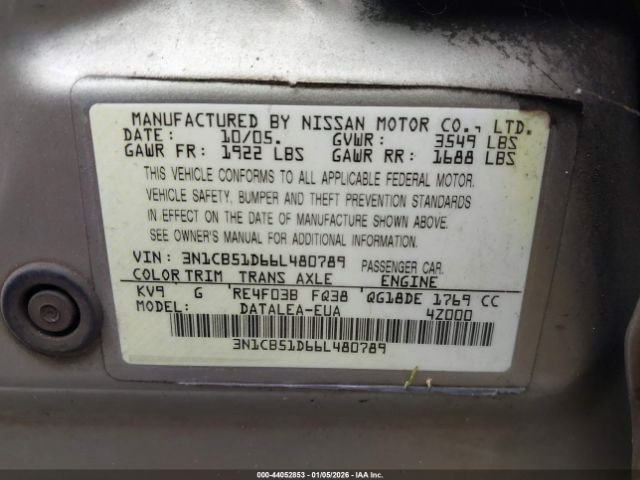 MANUFACTURED BY NISSAN MOTOR CO., LTD.
DATE: 10/05. GVWR: 3549 LBS
GAWR FR: 1922 LBS GAWR RR: 1688 LBS
THIS VEHICLE CONFORMS TO ALL APPLICABLE FEDERAL MOTOR.
VEHICLE SAFETY, BUMPER AND THEFT PREVENTION STANDARDS
IN EFFECT ON THE DATE OF MANUFACTURE SHOWN ABOVE.
SEE OWNER'S MANUAL FOR ADDITIONAL INFORMATION.
VIN: 3N1CB51D66L480789 PASSENGER CAR.
COLOR TRIM TRANS AXLE ENGINE
KV9 G RE4F03B FQ38 QG18DE 1769 CC
MODEL: DATALEA-EUA 4Z000
3N1CB51D66L480789
000-44052853 - 01/05/2026 - IAA Inc.